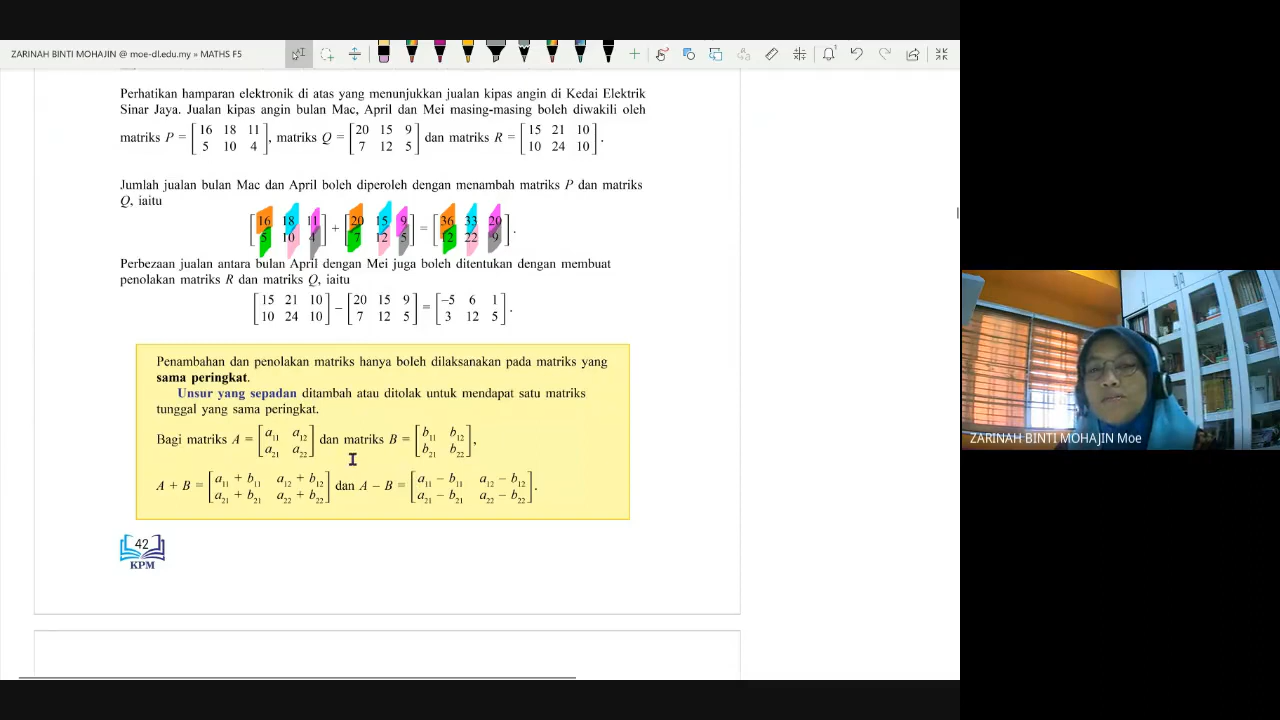 ZARINAH BINTI MOHAJIN @ moe-dl.edu.my » MATHS F5
Perhatikan hamparan elektronik di atas yang menunjukkan jualan kipas angin di Kedai Elektrik
Sinar Jaya. Jualan kipas angin bulan Mac, April dan Mei masing-masing boleh diwakili oleh
matriks P = [16 18 11; 5 10 4], matriks Q = [20 15 9; 7 12 5] dan matriks R = [15 21 10; 10 24 10].
Jumlah jualan bulan Mac dan April boleh diperoleh dengan menambah matriks P dan matriks
Q, iaitu
[16 18 11; 5 10 4] + [20 15 9; 7 12 5] = [36 33 20; 12 22 9].
Perbezaan jualan antara bulan April dengan Mei juga boleh ditentukan dengan membuat
penolakan matriks R dan matriks Q, iaitu
[15 21 10; 10 24 10] – [20 15 9; 7 12 5] = [–5 6 1; 3 12 5].
Penambahan dan penolakan matriks hanya boleh dilaksanakan pada matriks yang
sama peringkat.
Unsur yang sepadan ditambah atau ditolak untuk mendapat satu matriks
tunggal yang sama peringkat.
Bagi matriks A = [a11 a12; a21 a22] dan matriks B = [b11 b12; b21 b22],
A + B = [a11 + b11 a12 + b12; a21 + b21 a22 + b22] dan A – B = [a11 – b11 a12 – b12; a21 – b21 a22 – b22].
42
KPM
ZARINAH BINTI MOHAJIN Moe